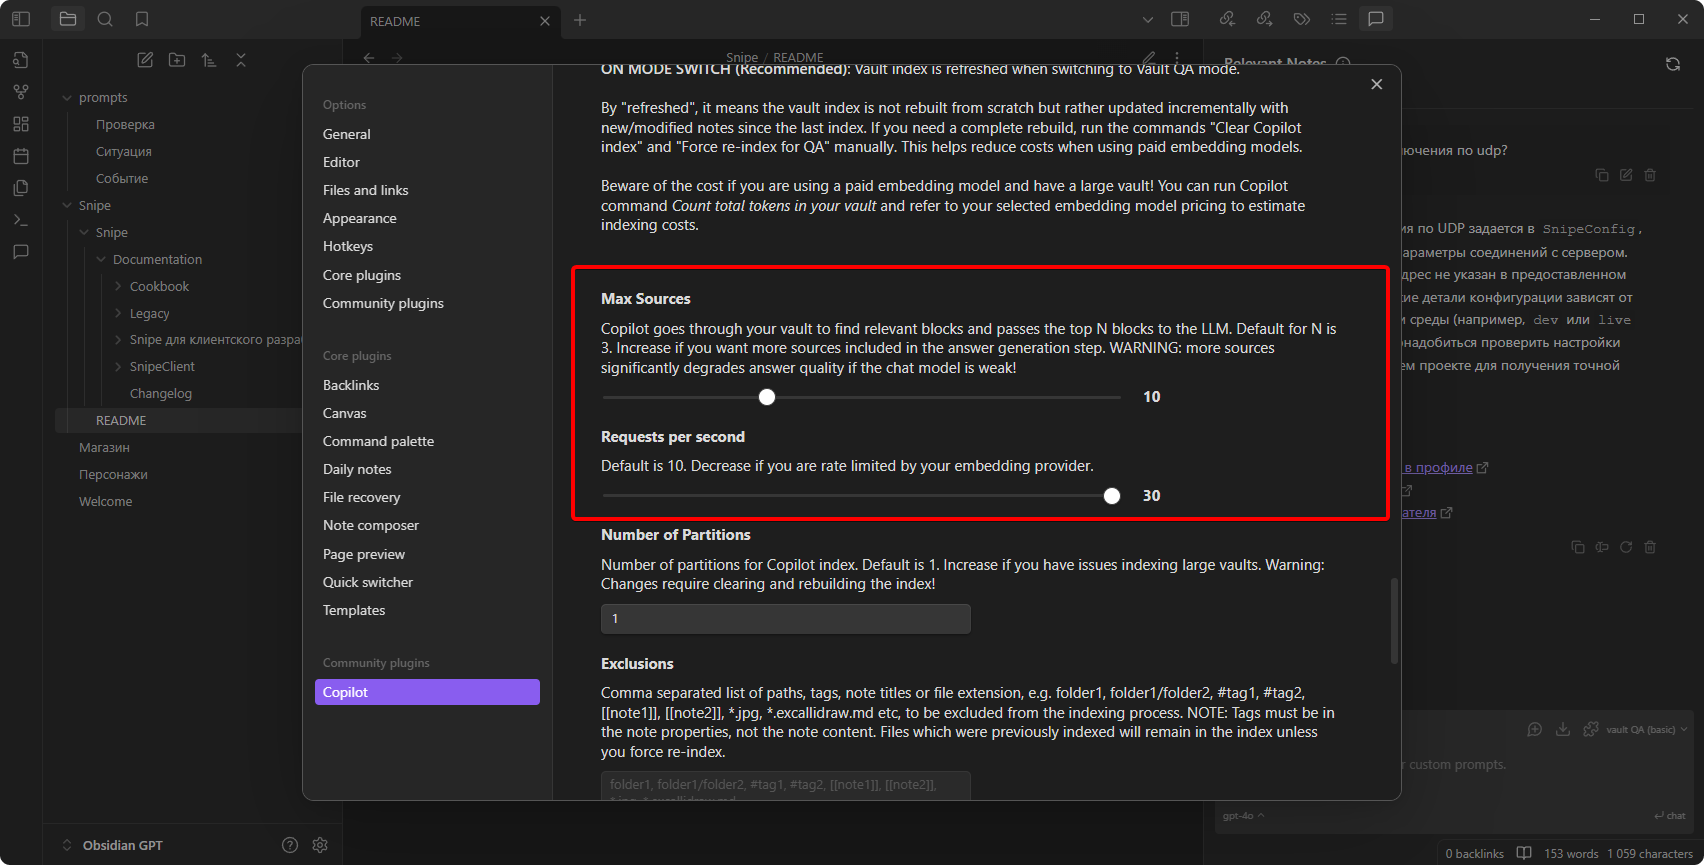 README
Snipe / README
prompts
Проверка
Ситуация
Событие
Snipe
Snipe
Documentation
Cookbook
Legacy
Snipe для клиентского разра
SnipeClient
Changelog
README
Магазин
Персонажи
Welcome
Obsidian GPT
Options
General
Editor
Files and links
Appearance
Hotkeys
Core plugins
Community plugins
Core plugins
Backlinks
Canvas
Command palette
Daily notes
File recovery
Note composer
Page preview
Quick switcher
Templates
Community plugins
Copilot
ON MODE SWITCH (Recommended): Vault index is refreshed when switching to Vault QA mode.
By "refreshed", it means the vault index is not rebuilt from scratch but rather updated incrementally with
new/modified notes since the last index. If you need a complete rebuild, run the commands "Clear Copilot
index" and "Force re-index for QA" manually. This helps reduce costs when using paid embedding models.
Beware of the cost if you are using a paid embedding model and have a large vault! You can run Copilot
command Count total tokens in your vault and refer to your selected embedding model pricing to estimate
indexing costs.
Max Sources
Copilot goes through your vault to find relevant blocks and passes the top N blocks to the LLM. Default for N is
3. Increase if you want more sources included in the answer generation step. WARNING: more sources
significantly degrades answer quality if the chat model is weak!
10
Requests per second
Default is 10. Decrease if you are rate limited by your embedding provider.
30
Number of Partitions
Number of partitions for Copilot index. Default is 1. Increase if you have issues indexing large vaults. Warning:
Changes require clearing and rebuilding the index!
1
Exclusions
Comma separated list of paths, tags, note titles or file extension, e.g. folder1, folder1/folder2, #tag1, #tag2,
[[note1]], [[note2]], *.jpg, *.excallidraw.md etc, to be excluded from the indexing process. NOTE: Tags must be in
the note properties, not the note content. Files which were previously indexed will remain in the index unless
you force re-index.
folder1, folder1/folder2, #tag1, #tag2, [[note1]], [[note2]],
Relevant Notes
ючения по udp?
ия по UDP задается в SnipeConfig,
араметры соединений с сервером.
дрес не указан в предоставленном
ие детали конфигурации зависят от
и среды (например, dev или live
надобиться проверить настройки
ем проекте для получения точной
в профиле
ателя
vault QA (basic)
r custom prompts.
gpt-4o
chat
0 backlinks
153 words
1 059 characters